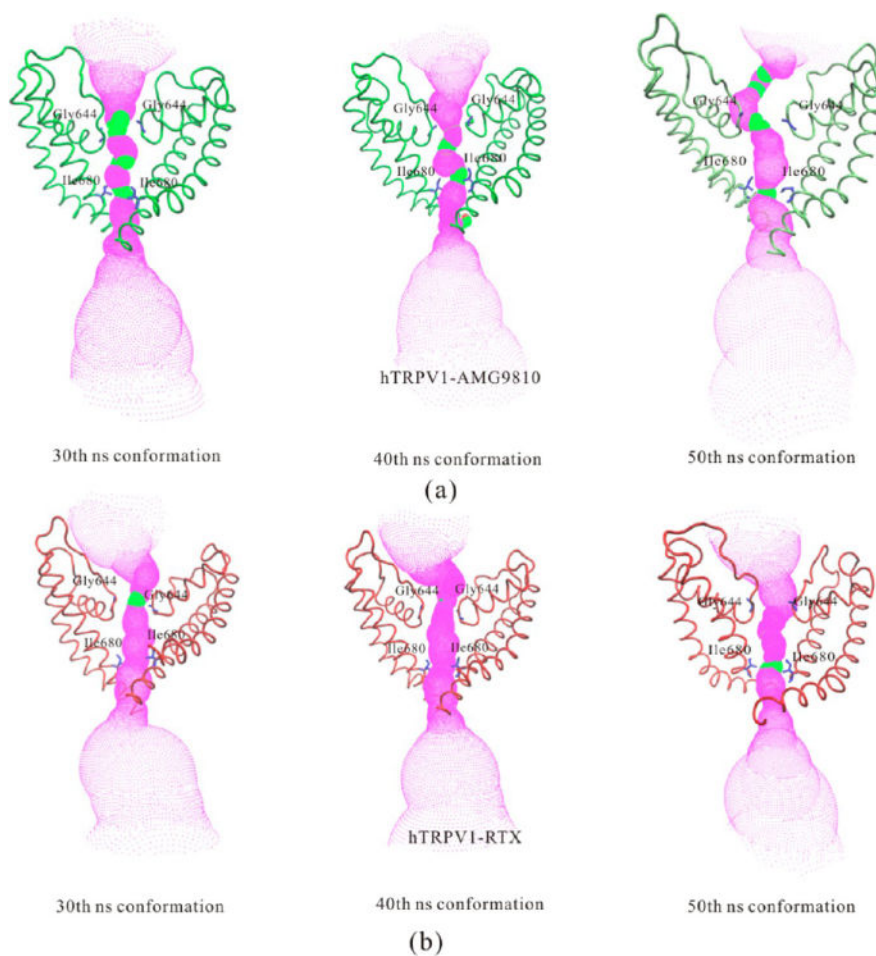 Gly644 Gly644 Gly644 Gly644 Gly644 Gly644
Ile680 Ile680 Ile680 Ile680 Ile680 Ile680
hTRPV1-AMG9810
30th ns conformation 40th ns conformation 50th ns conformation
(a)
Gly644 Gly644 Gly644 Gly644 Gly644 Gly644
Ile680 Ile680 Ile680 Ile680 Ile680 Ile680
hTRPV1-RTX
30th ns conformation 40th ns conformation 50th ns conformation
(b)